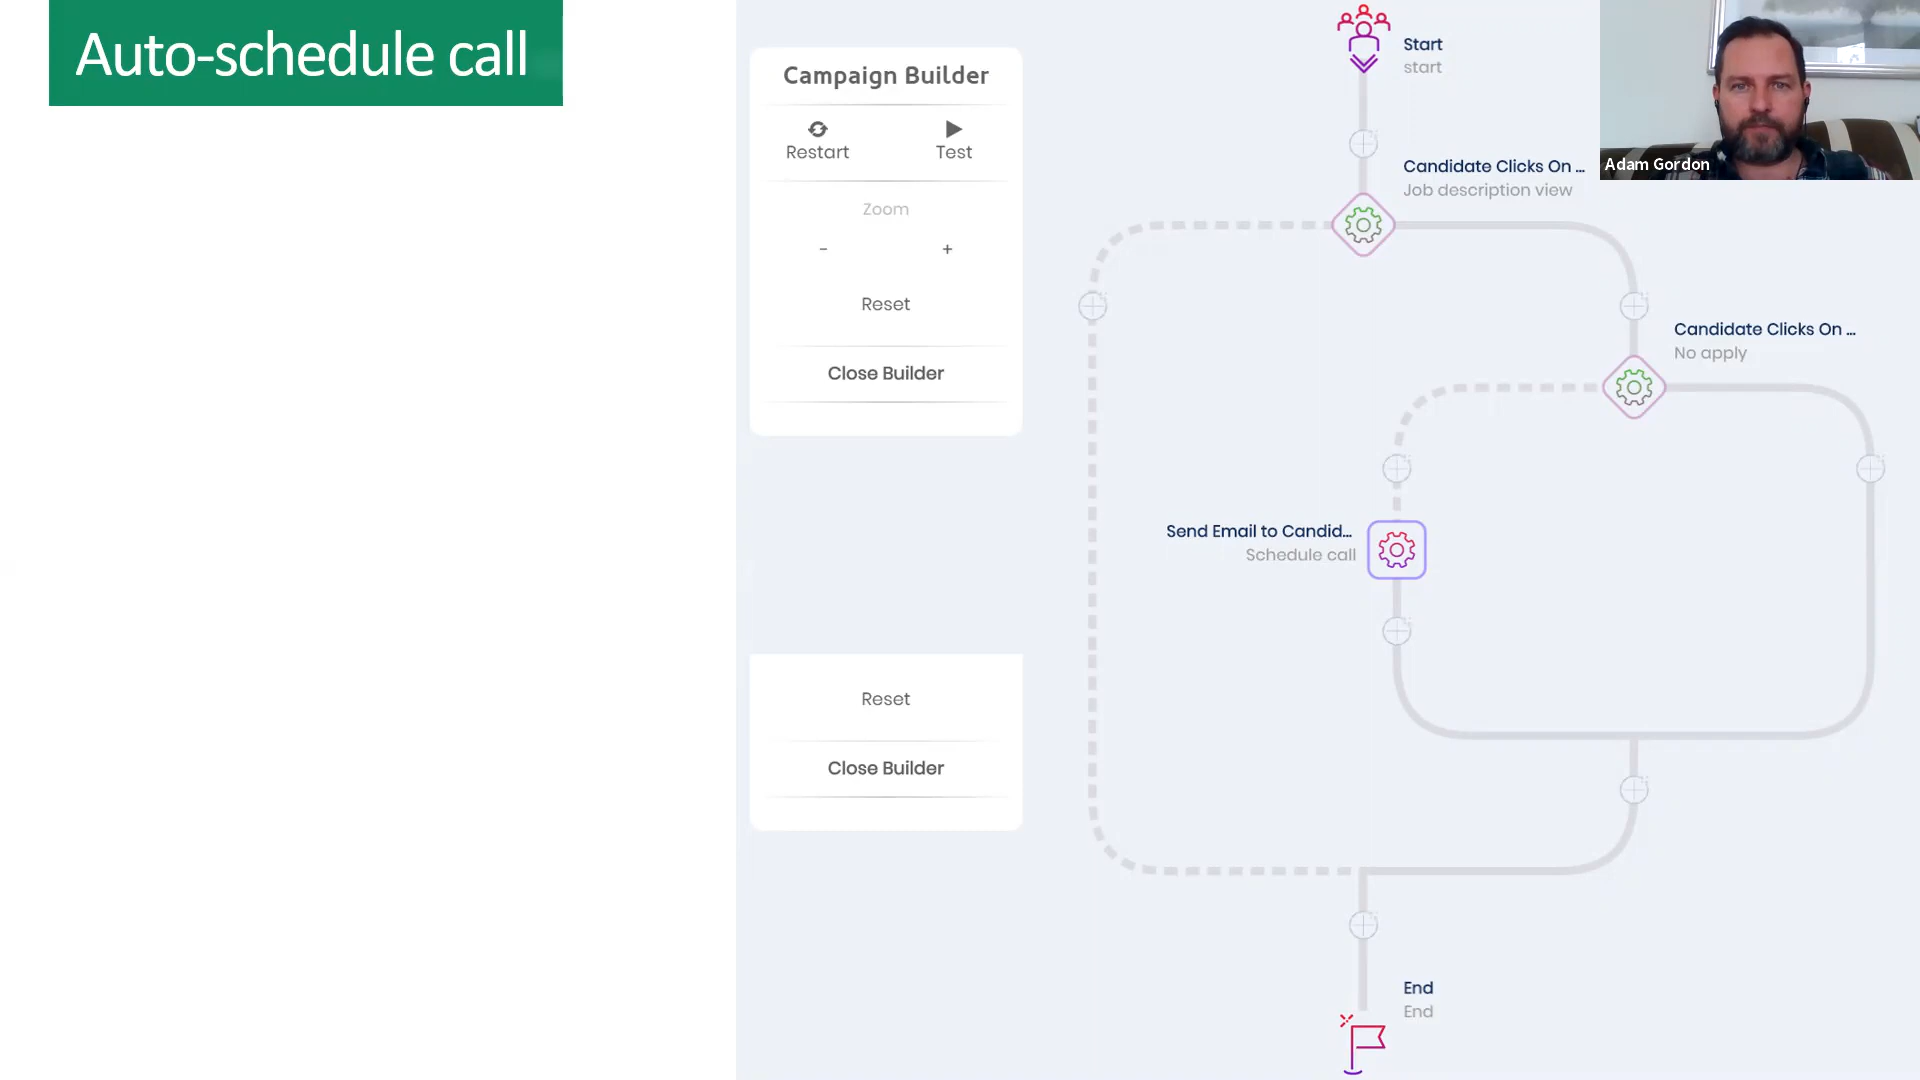 Auto-schedule call
Campaign Builder
Restart
Test
Zoom
-
+
Reset
Close Builder
Reset
Close Builder
Start
start
Candidate Clicks On ...
Job description view
Candidate Clicks On ...
No apply
Send Email to Candid...
Schedule call
End
End
Adam Gordon